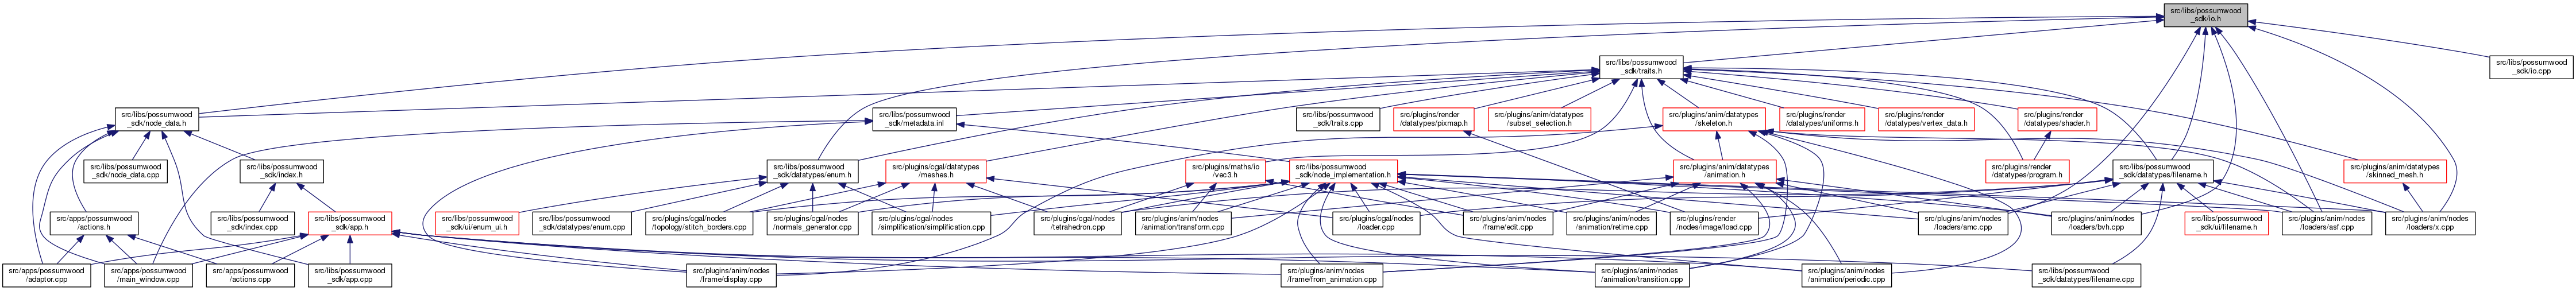 src/libs/possumwood
_sdk/io.h
src/libs/possumwood
_sdk/traits.h
src/libs/possumwood
_sdk/io.cpp
src/libs/possumwood
_sdk/node_data.h
src/libs/possumwood
_sdk/metadata.inl
src/libs/possumwood
_sdk/traits.cpp
src/plugins/render
/datatypes/pixmap.h
src/plugins/anim/datatypes
/subset_selection.h
src/plugins/anim/datatypes
/skeleton.h
src/plugins/render
/datatypes/uniforms.h
src/plugins/render
/datatypes/vertex_data.h
src/plugins/render
/datatypes/shader.h
src/libs/possumwood
_sdk/node_data.cpp
src/libs/possumwood
_sdk/index.h
src/libs/possumwood
_sdk/datatypes/enum.h
src/plugins/cgal/datatypes
/meshes.h
src/plugins/maths/io
/vec3.h
src/libs/possumwood
_sdk/node_implementation.h
src/plugins/anim/datatypes
/animation.h
src/plugins/render
/datatypes/program.h
src/libs/possumwood
_sdk/datatypes/filename.h
src/plugins/anim/datatypes
/skinned_mesh.h
src/apps/possumwood
/actions.h
src/libs/possumwood
_sdk/index.cpp
src/libs/possumwood
_sdk/app.h
src/libs/possumwood
_sdk/ui/enum_ui.h
src/libs/possumwood
_sdk/datatypes/enum.cpp
src/plugins/cgal/nodes
/topology/stitch_borders.cpp
src/plugins/cgal/nodes
/normals_generator.cpp
src/plugins/cgal/nodes
/simplification/simplification.cpp
src/plugins/cgal/nodes
/tetrahedron.cpp
src/plugins/anim/nodes
/animation/transform.cpp
src/plugins/cgal/nodes
/loader.cpp
src/plugins/anim/nodes
/frame/edit.cpp
src/plugins/anim/nodes
/animation/retime.cpp
src/plugins/render
/nodes/image/load.cpp
src/plugins/anim/nodes
/loaders/amc.cpp
src/plugins/anim/nodes
/loaders/bvh.cpp
src/libs/possumwood
_sdk/ui/filename.h
src/plugins/anim/nodes
/loaders/asf.cpp
src/plugins/anim/nodes
/loaders/x.cpp
src/apps/possumwood
/adaptor.cpp
src/apps/possumwood
/main_window.cpp
src/apps/possumwood
/actions.cpp
src/libs/possumwood
_sdk/app.cpp
src/plugins/anim/nodes
/frame/display.cpp
src/plugins/anim/nodes
/frame/from_animation.cpp
src/plugins/anim/nodes
/animation/transition.cpp
src/plugins/anim/nodes
/animation/periodic.cpp
src/libs/possumwood
_sdk/datatypes/filename.cpp